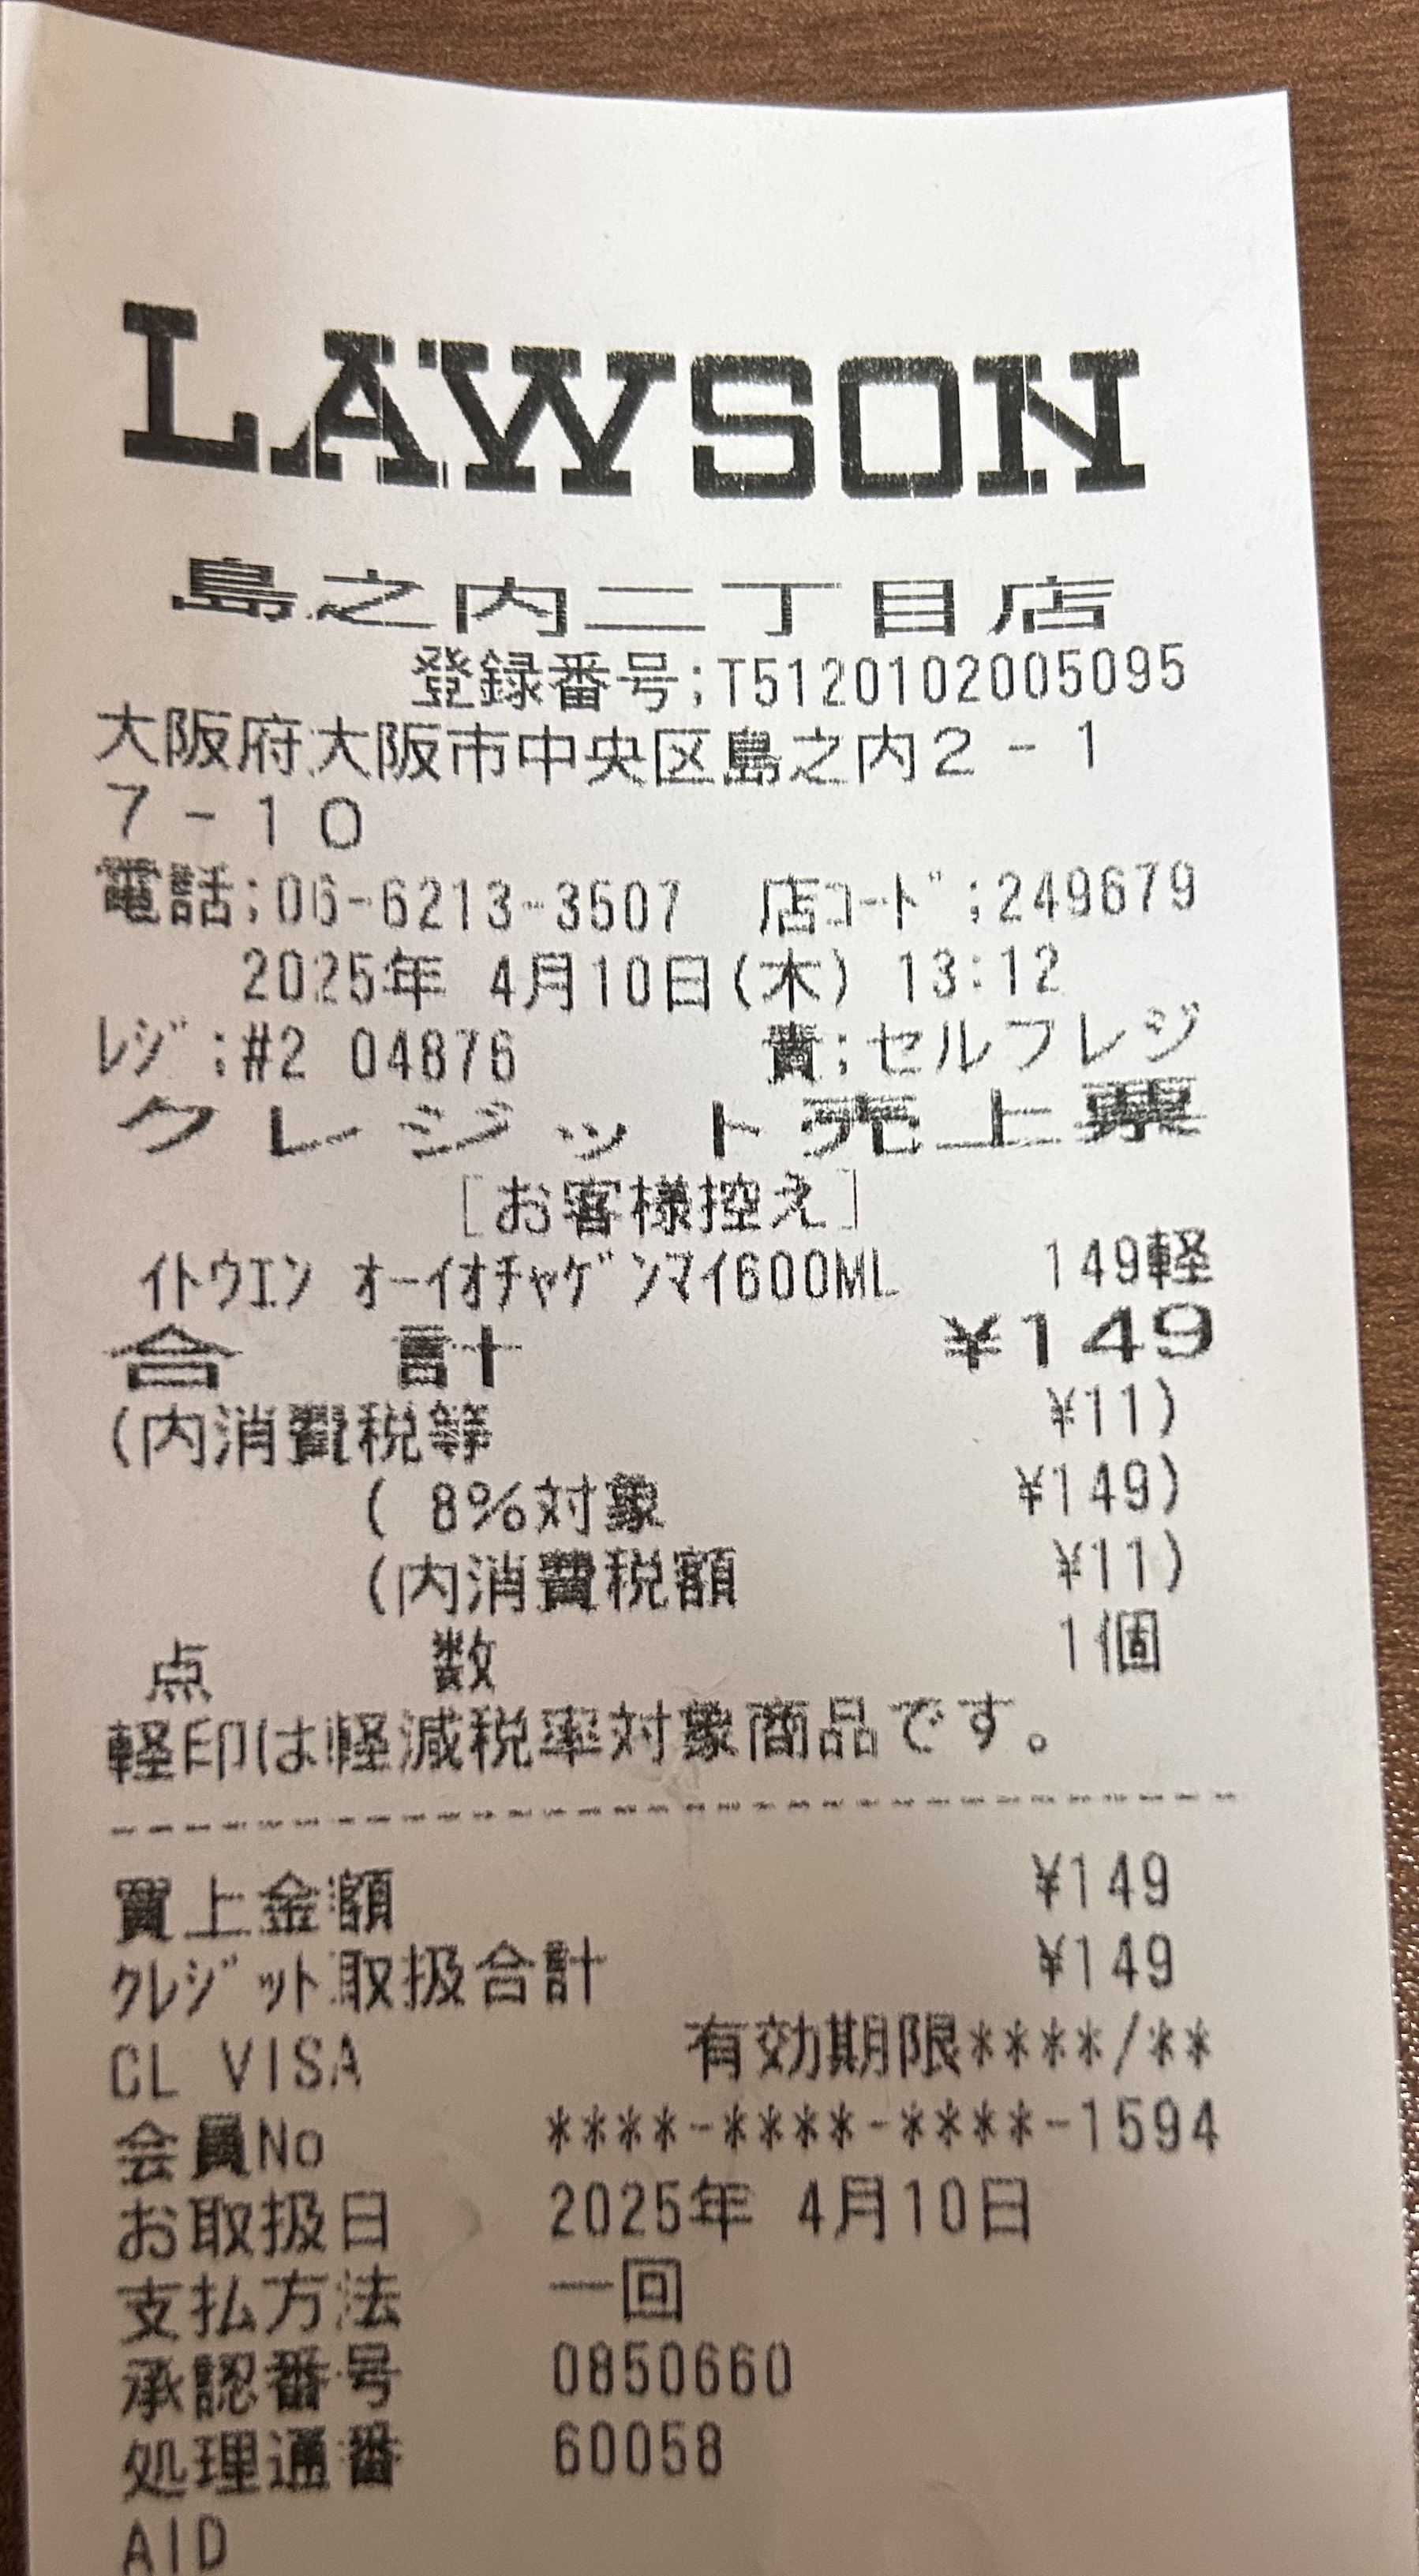 LAWSON
島之内二丁目店
登録番号;T5120102005095
大阪府大阪市中央区島之内2-1
7-10
電話;06-6213-3507 店ｺｰﾄﾞ;249679
2025年 4月10日(木) 13:12
ﾚｼﾞ;#2 04876 責:セルフレジ
クレジット売上票
[お客様控え]
ｲﾄｳｴﾝ ｵｰｲｵﾁｬｹﾞﾝﾏｲ600ML 149軽
合 計 ¥149
(内消費税等 ¥11)
( 8%対象 ¥149)
(内消費税額 ¥11)
点 数 1個
軽印は軽減税率対象商品です。
買上金額 ¥149
ｸﾚｼﾞｯﾄ取扱合計 ¥149
CL VISA 有効期限****/**
会員No ****-****-****-1594
お取扱日 2025年 4月10日
支払方法 一回
承認番号 0850660
処理通番 60058
AID